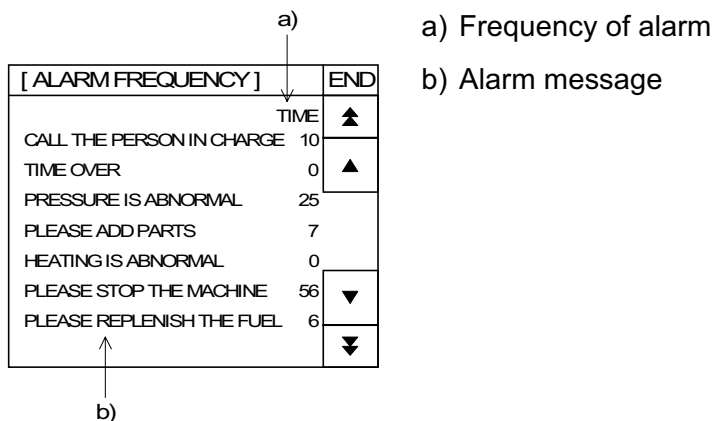 a)
a) Frequency of alarm
[ ALARM FREQUENCY ] END
b) Alarm message
TIME
CALL THE PERSON IN CHARGE 10
TIME OVER 0
PRESSURE IS ABNORMAL 25
PLEASE ADD PARTS 7
HEATING IS ABNORMAL 0
PLEASE STOP THE MACHINE 56
PLEASE REPLENISH THE FUEL 6
b)